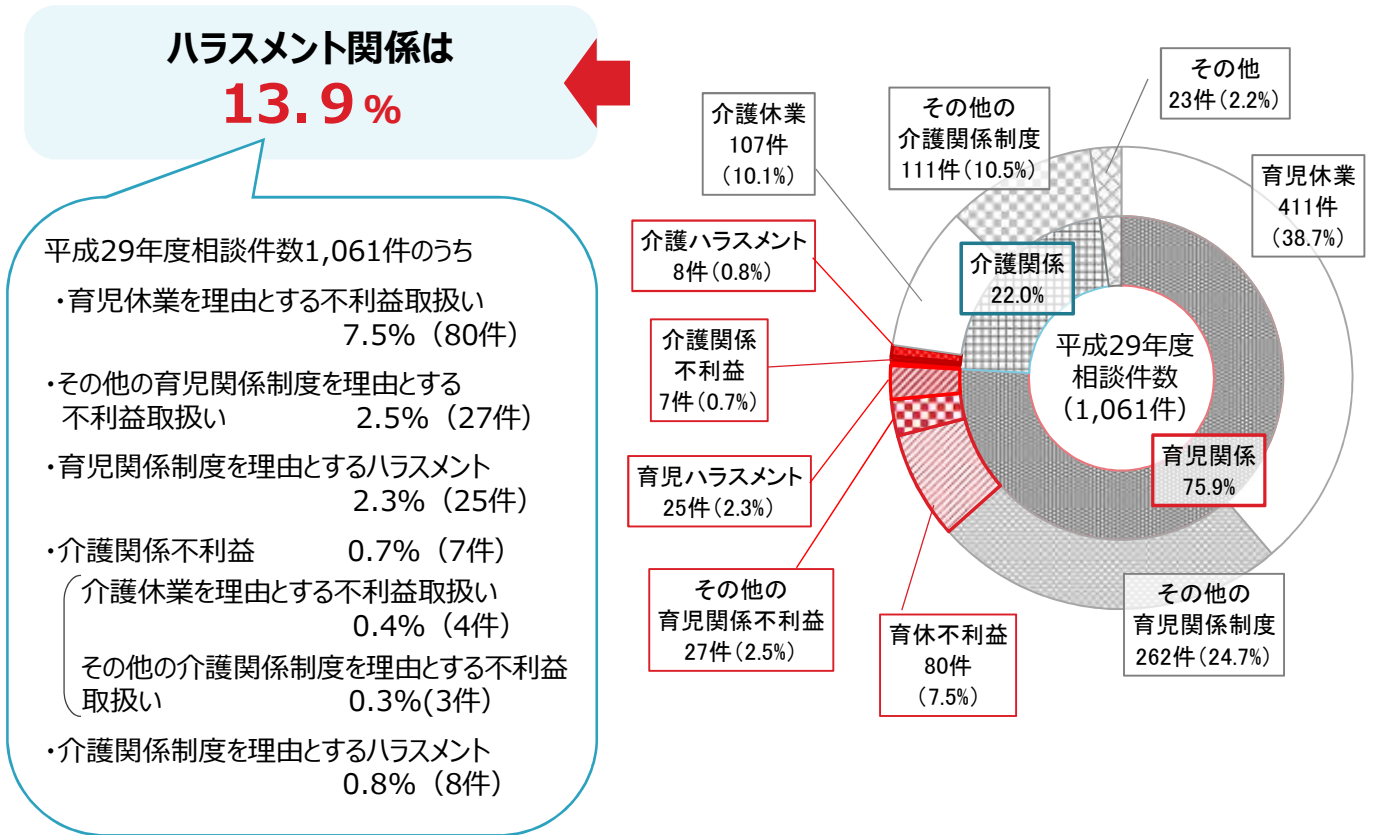 ハラスメント関係は
13.9%
平成29年度相談件数1,061件のうち
・育児休業を理由とする不利益取扱い
7.5%（80件）
・その他の育児関係制度を理由とする
不利益取扱い 2.5%（27件）
・育児関係制度を理由とするハラスメント
2.3%（25件）
・介護関係不利益 0.7%（7件）
介護休業を理由とする不利益取扱い
0.4%（4件）
その他の介護関係制度を理由とする不利益
取扱い 0.3%(3件)
・介護関係制度を理由とするハラスメント
0.8%（8件）
その他
23件(2.2%)
その他の
介護関係制度
111件(10.5%)
介護休業
107件
(10.1%)
育児休業
411件
(38.7%)
介護ハラスメント
8件(0.8%)
介護関係
22.0%
介護関係
不利益
7件(0.7%)
平成29年度
相談件数
（1,061件）
育児関係
75.9%
育児ハラスメント
25件(2.3%)
その他の
育児関係不利益
27件(2.5%)
育休不利益
80件
(7.5%)
その他の
育児関係制度
262件(24.7%)